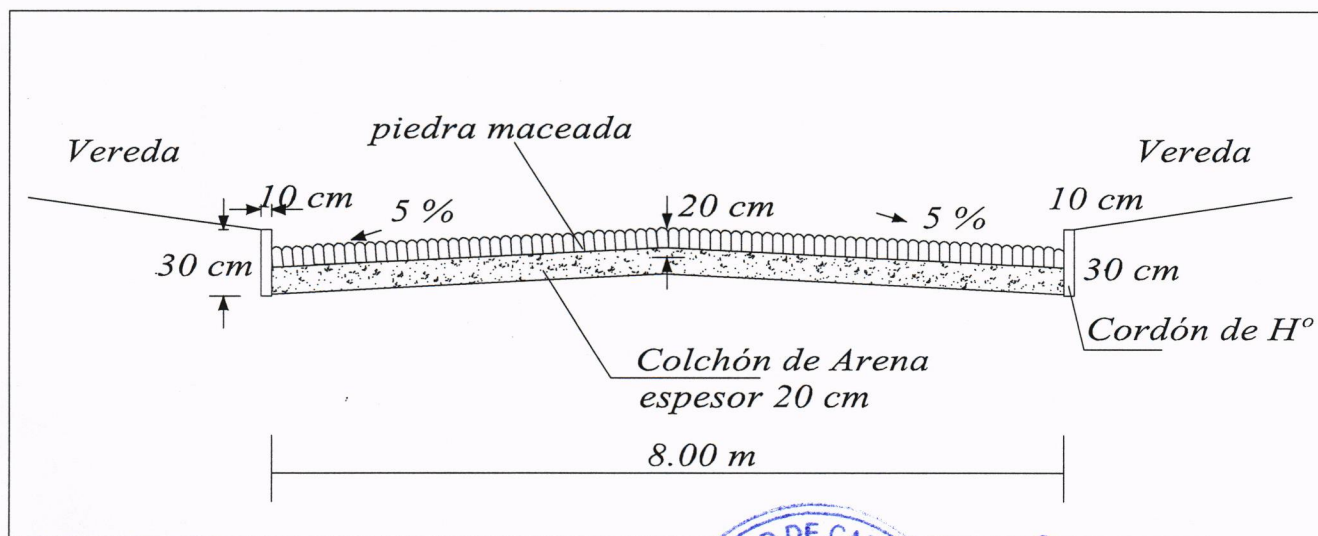 piedra maceada
Vereda
Vereda
10 cm
5 %
20 cm
5 %
10 cm
30 cm
30 cm
Cordón de Hº
Colchón de Arena
espesor 20 cm
8.00 m
DE